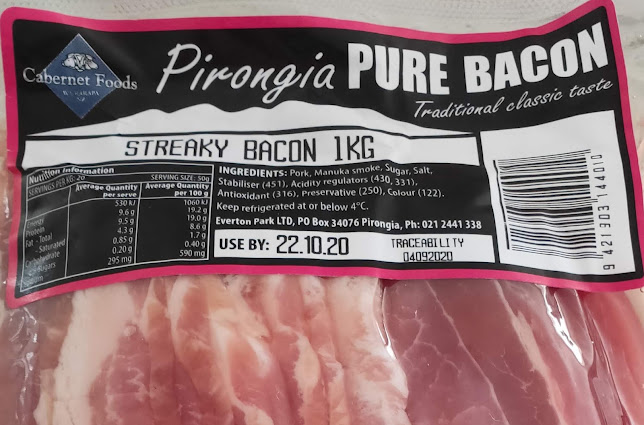 Cabernet Foods
WAIRARAPA
NZ
Pirongia PURE BACON
Traditional classic taste
STREAKY BACON 1KG
Nutrition Information
SERVINGS PER KG: 20 SERVING SIZE: 50g
Average Quantity per serve
Average Quantity per 100 g
Energy 530 kJ 1060 kJ
Protein 9.6 g 19.2 g
Fat - Total 9.5 g 19.0 g
Saturated 4.3 g 8.6 g
Carbohydrate 0.85 g 1.7 g
Sugars 0.20 g 0.40 g
Sodium 295 mg 590 mg
INGREDIENTS: Pork, Manuka smoke, Sugar, Salt,
Stabiliser (451), Acidity regulators (430, 331),
Antioxidant (316), Preservative (250), Colour (122).
Keep refrigerated at or below 4°C.
Everton Park LTD, PO Box 34076 Pirongia, Ph: 021 2441 338
USE BY: 22.10.20
TRACEABILITY
04092020
9 421903 144010